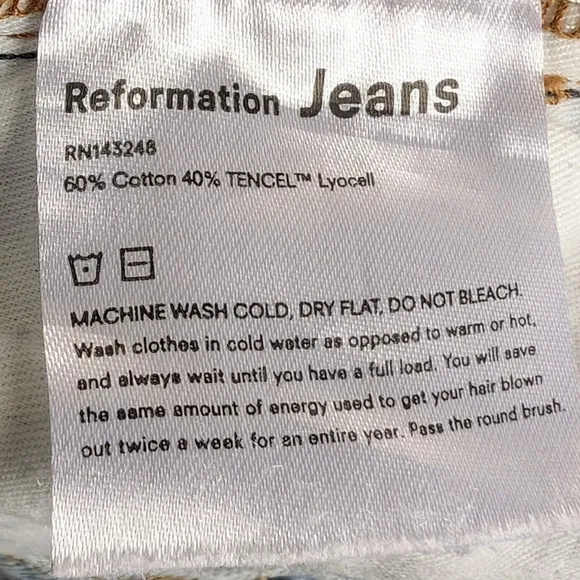 Reformation Jeans
RN143248
60% Cotton 40% TENCEL™ Lyocell
MACHINE WASH COLD, DRY FLAT, DO NOT BLEACH.
Wash clothes in cold water as opposed to warm or hot,
and always wait until you have a full load. You will save
the same amount of energy used to get your hair blown
out twice a week for an entire year. Pass the round brush.